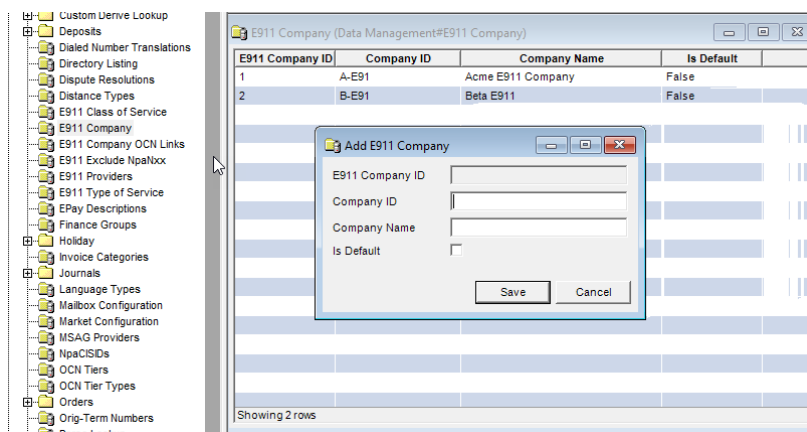 Custom Derive Lookup
Deposits
Dialed Number Translations
Directory Listing
Dispute Resolutions
Distance Types
E911 Class of Service
E911 Company
E911 Company OCN Links
E911 Exclude NpaNxx
E911 Providers
E911 Type of Service
EPay Descriptions
Finance Groups
Holiday
Invoice Categories
Journals
Language Types
Mailbox Configuration
Market Configuration
MSAG Providers
NpaClSIDs
OCN Tiers
OCN Tier Types
Orders
Orig-Term Numbers
E911 Company (Data Management#E911 Company)
E911 Company ID Company ID Company Name Is Default
1 A-E91 Acme E911 Company False
2 B-E91 Beta E911 False
Add E911 Company
E911 Company ID
Company ID
Company Name
Is Default
Save Cancel
Showing 2 rows